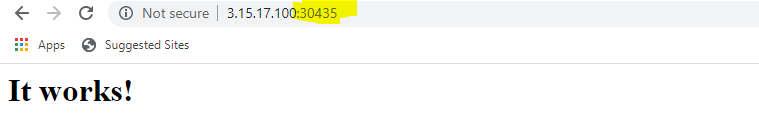 Not secure | 3.15.17.100:30435
Apps Suggested Sites
It works!